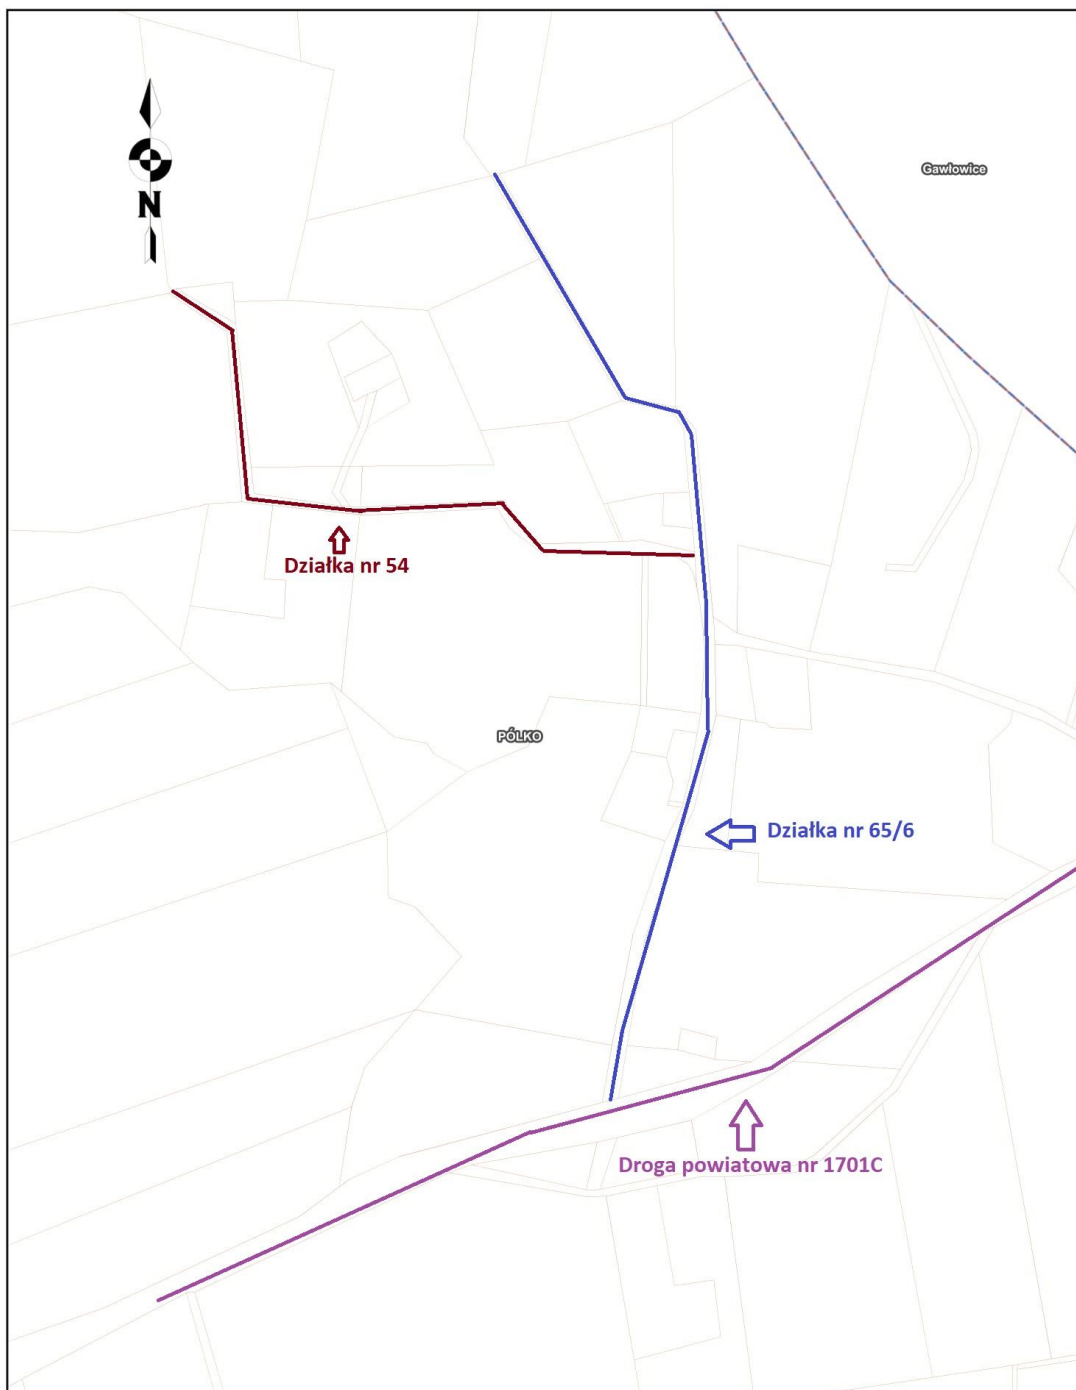 Gawłowice
N
Działka nr 54
PÓLKO
Działka nr 65/6
Droga powiatowa nr 1701C